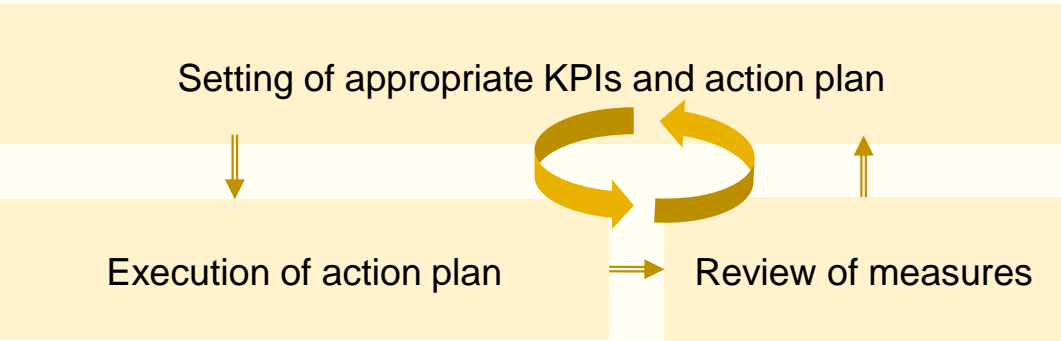 Setting of appropriate KPIs and action plan
Execution of action plan
Review of measures